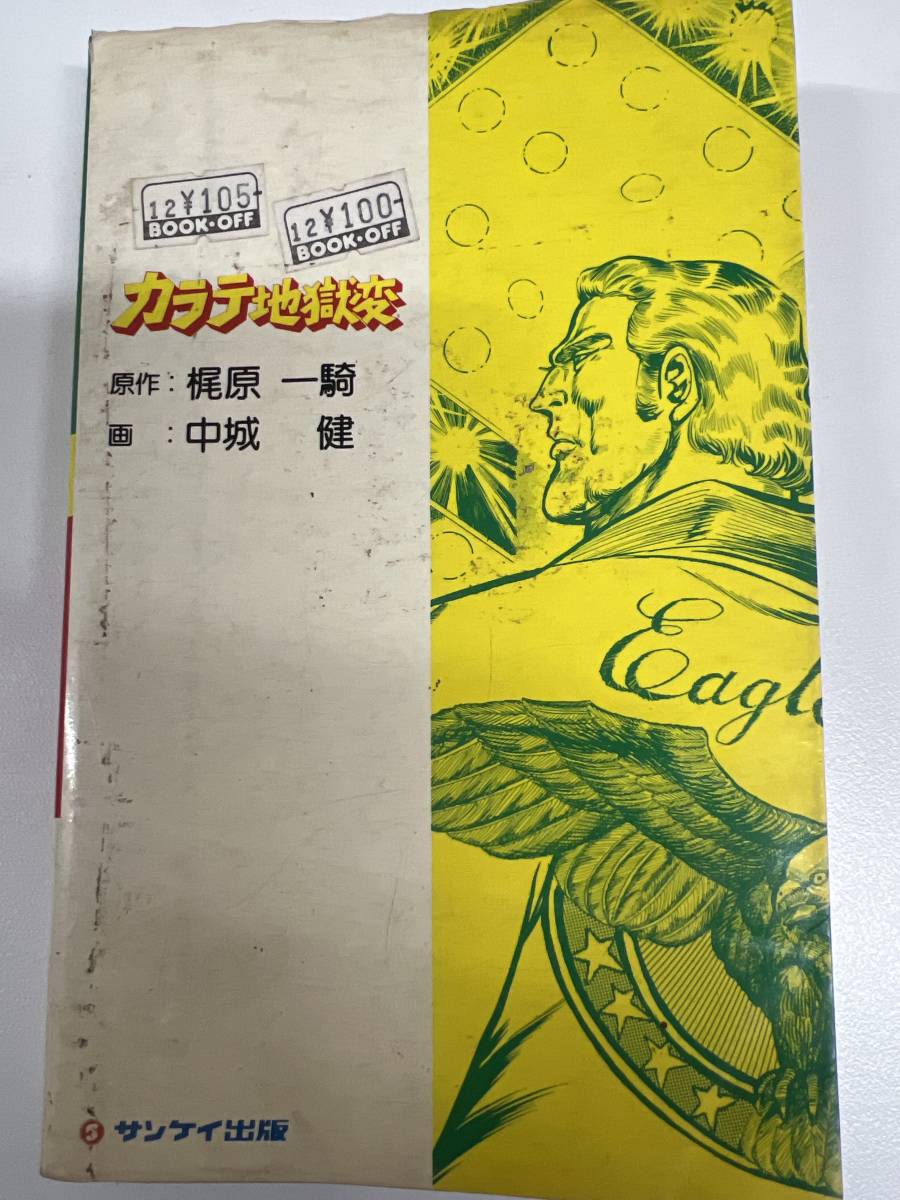 12¥105-
BOOK・OFF
12¥100-
BOOK・OFF
カラテ地獄変
原作：梶原 一騎
画 ：中城 健
Eagle
サンケイ出版